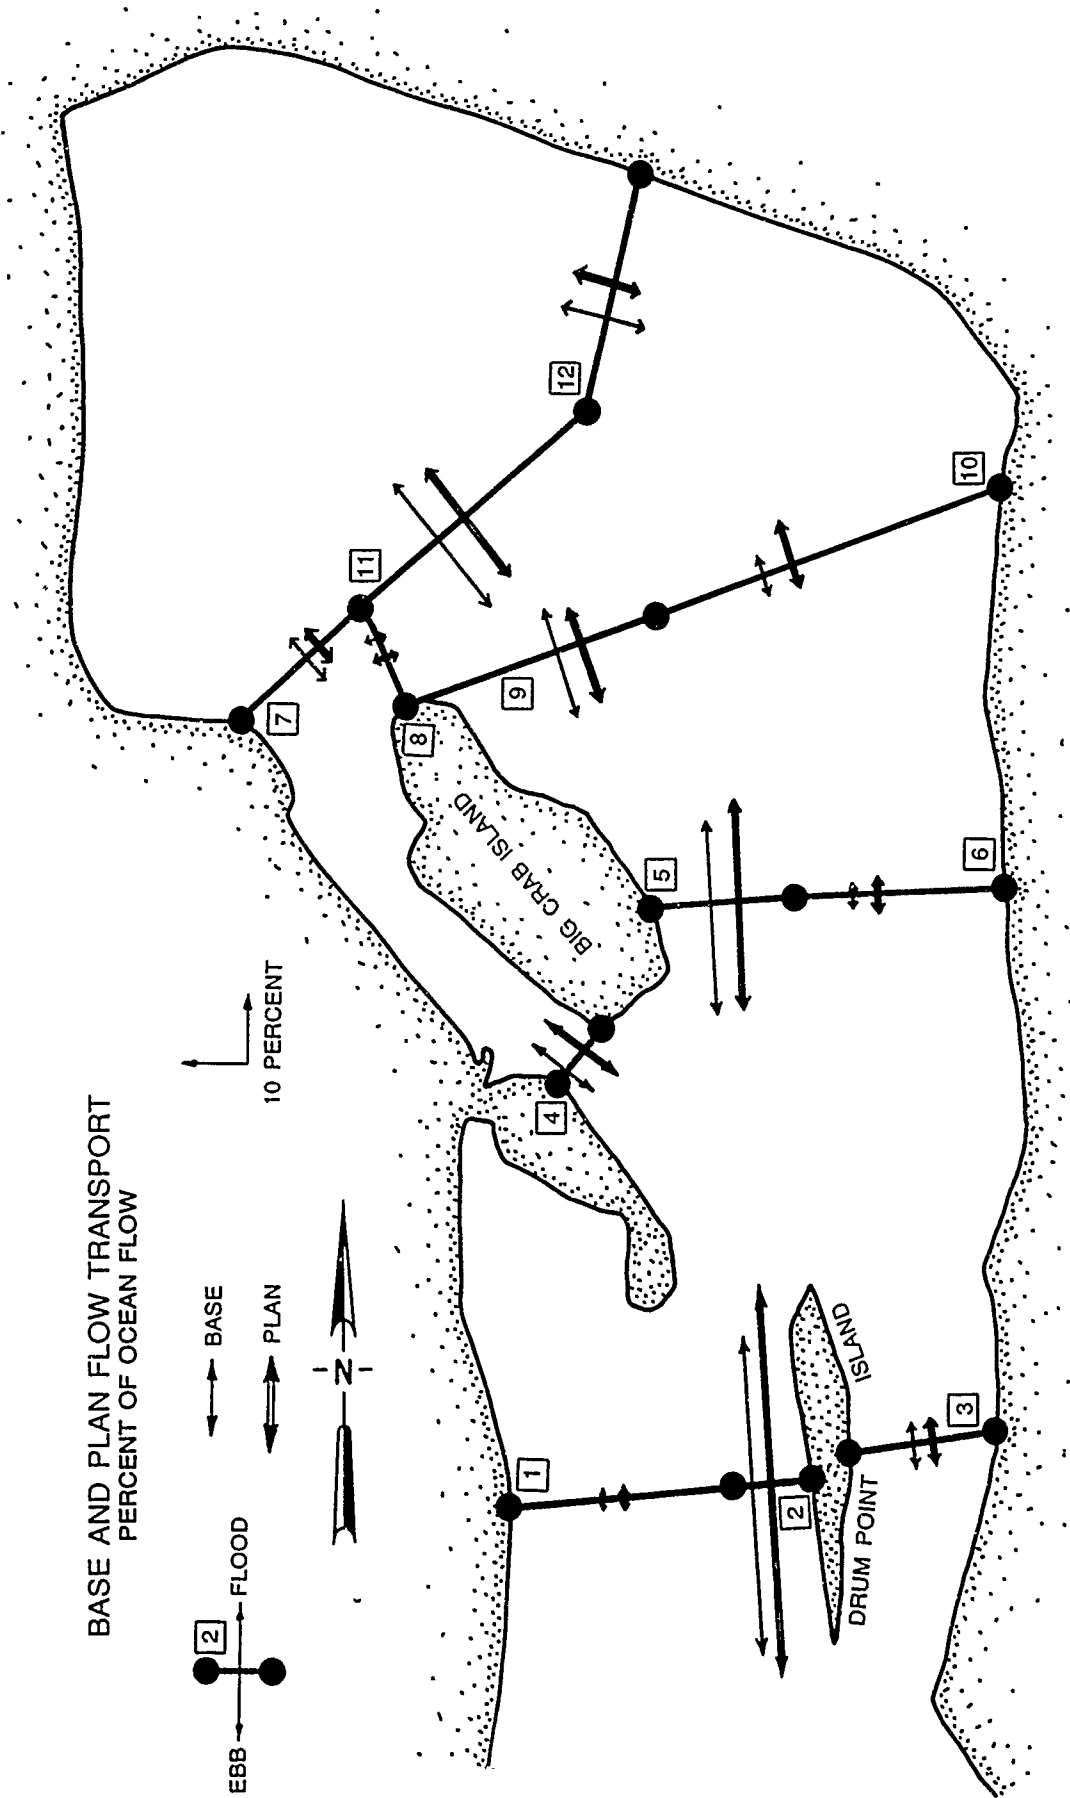 BASE AND PLAN FLOW TRANSPORT
PERCENT OF OCEAN FLOW
2
EBB
FLOOD
BASE
PLAN
N
10 PERCENT
1
2
3
4
5
6
7
8
9
10
11
12
BIG CRAB ISLAND
DRUM POINT
ISLAND